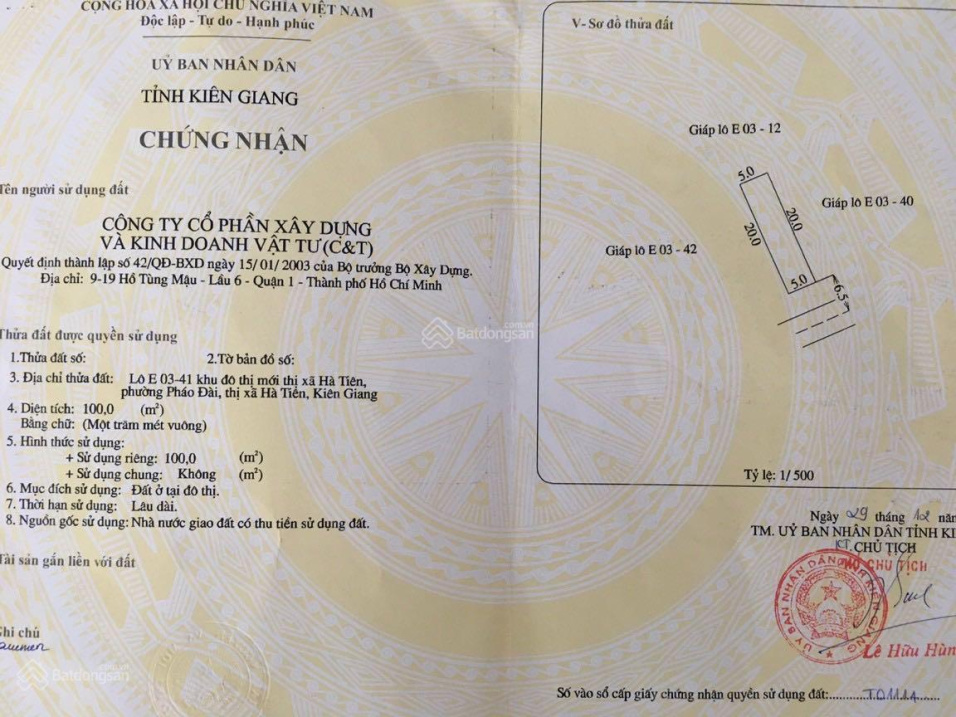 CỘNG HÒA XÃ HỘI CHỦ NGHĨA VIỆT NAM
Độc lập - Tự do - Hạnh phúc
UỶ BAN NHÂN DÂN
TỈNH KIÊN GIANG
CHỨNG NHẬN
Tên người sử dụng đất
CÔNG TY CỔ PHẦN XÂY DỰNG
VÀ KINH DOANH VẬT TƯ (C&T)
Quyết định thành lập số 42/QĐ-BXD ngày 15/ 01/ 2003 của Bộ trưởng Bộ Xây Dựng.
Địa chỉ: 9-19 Hồ Tùng Mậu - Lầu 6 - Quận 1 - Thành phố Hồ Chí Minh
Thửa đất được quyền sử dụng
1.Thửa đất số: 2.Tờ bản đồ số:
3. Địa chỉ thửa đất: Lô E 03-41 khu đô thị mới thị xã Hà Tiên,
phường Pháo Đài, thị xã Hà Tiên, Kiên Giang
4. Diện tích: 100,0 (m²)
Bằng chữ: (Một trăm mét vuông)
5. Hình thức sử dụng:
+ Sử dụng riêng: 100,0 (m²)
+ Sử dụng chung: Không (m²)
6. Mục đích sử dụng: Đất ở tại đô thị.
7. Thời hạn sử dụng: Lâu dài.
8. Nguồn gốc sử dụng: Nhà nước giao đất có thu tiền sử dụng đất.
Tài sản gắn liền với đất
Ghi chú
V- Sơ đồ thửa đất
Giáp lô E 03 - 12
5.0
20.0
Giáp lô E 03 - 40
20.0
Giáp lô E 03 - 42
5.0
6.5
Batdongsan
.com.vn
Tỷ lệ: 1/ 500
Ngày 29 tháng 12 năm
TM. UỶ BAN NHÂN DÂN TỈNH KI
KT. CHỦ TỊCH
PHÓ CHỦ TỊCH
ỦY BAN NHÂN DÂN TỈNH KIÊN GIANG
Lê Hữu Hùn
Batdongsan
Số vào sổ cấp giấy chứng nhận quyền sử dụng đất: